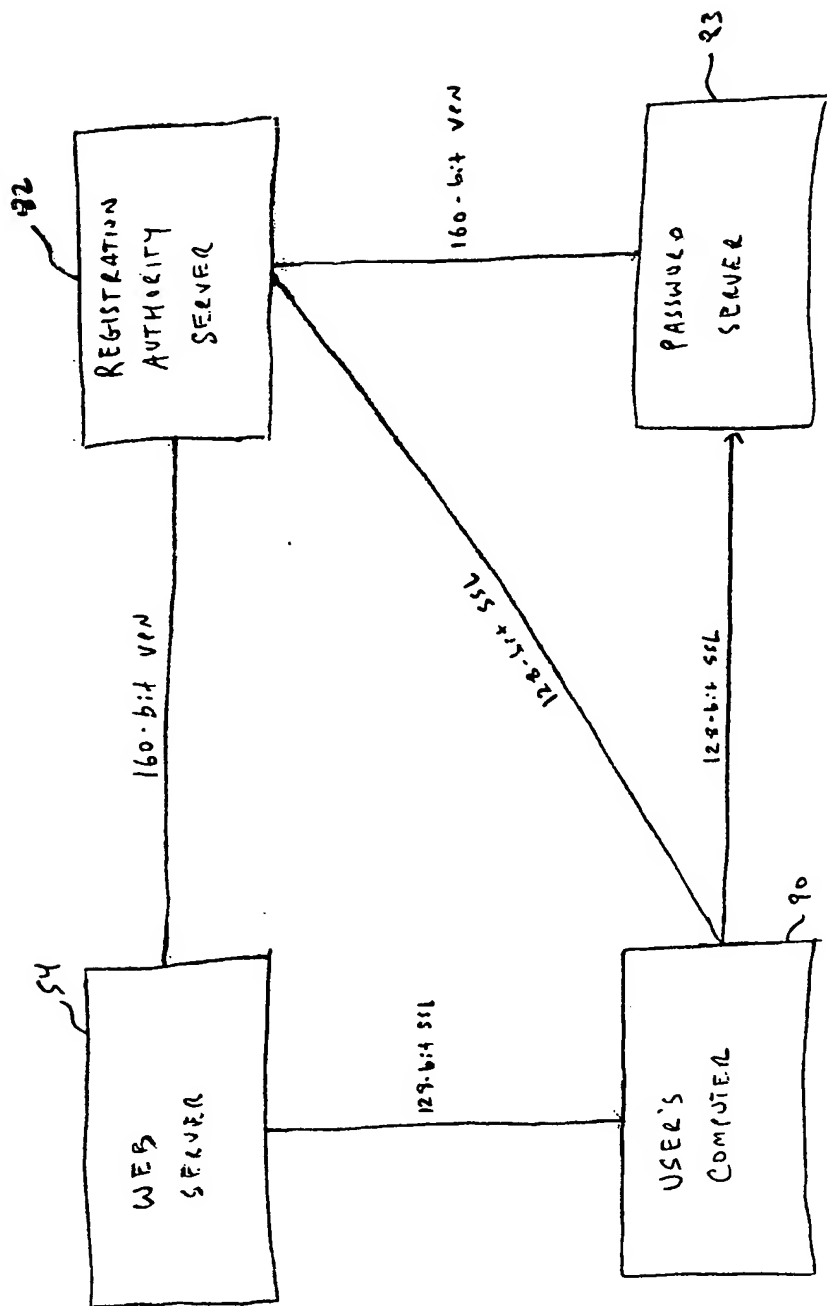 54
WEB
SERVER
160-bit VPN
82
REGISTRATION
AUTHORITY
SERVER
128-bit SSL
128-bit SSL
160-bit VPN
USER'S
COMPUTER
90
128-bit SSL
PASSWORD
SERVER
83